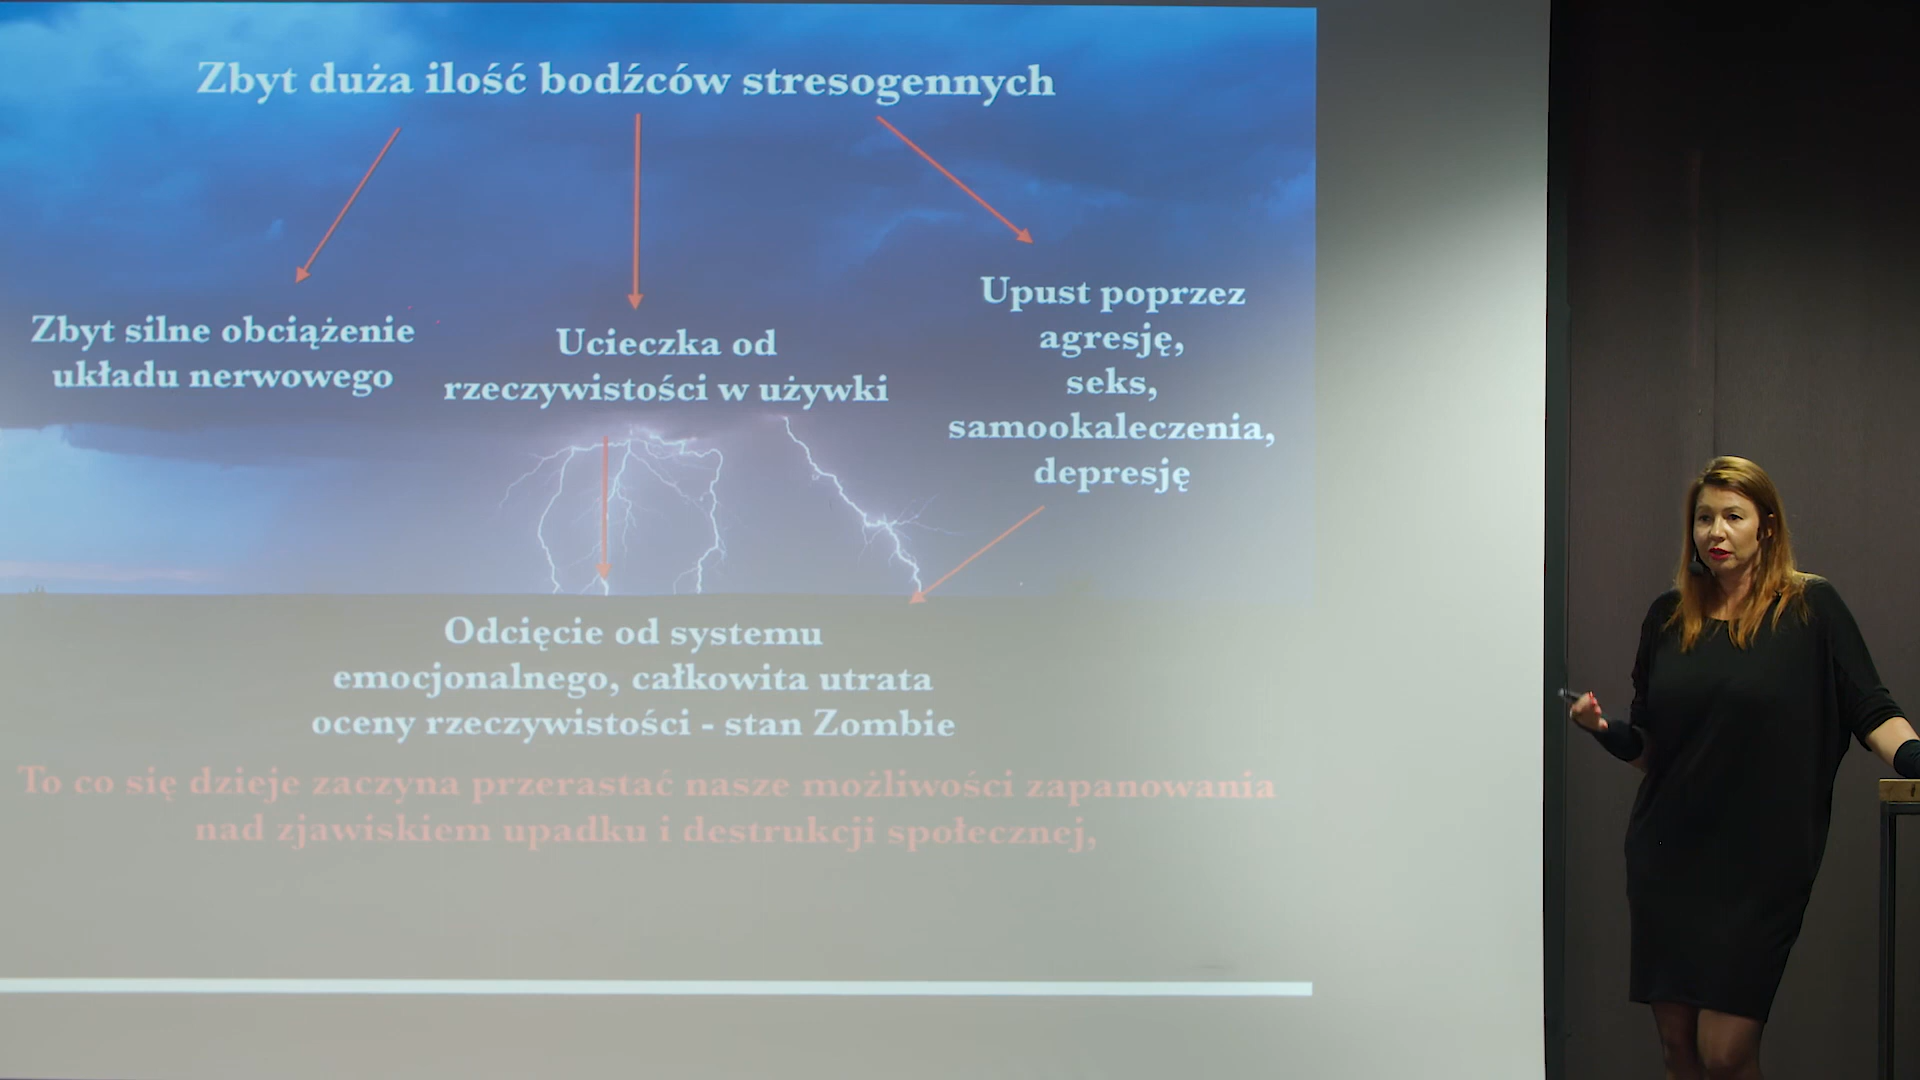 Zbyt duża ilość bodźców stresogennych
Zbyt silne obciążenie
układu nerwowego
Ucieczka od
rzeczywistości w używki
Upust poprzez
agresję,
seks,
samookaleczenia,
depresję
Odcięcie od systemu
emocjonalnego, całkowita utrata
oceny rzeczywistości - stan Zombie
To co się dzieje zaczyna przerastać nasze możliwości zapanowania
nad zjawiskiem upadku i destrukcji społecznej,